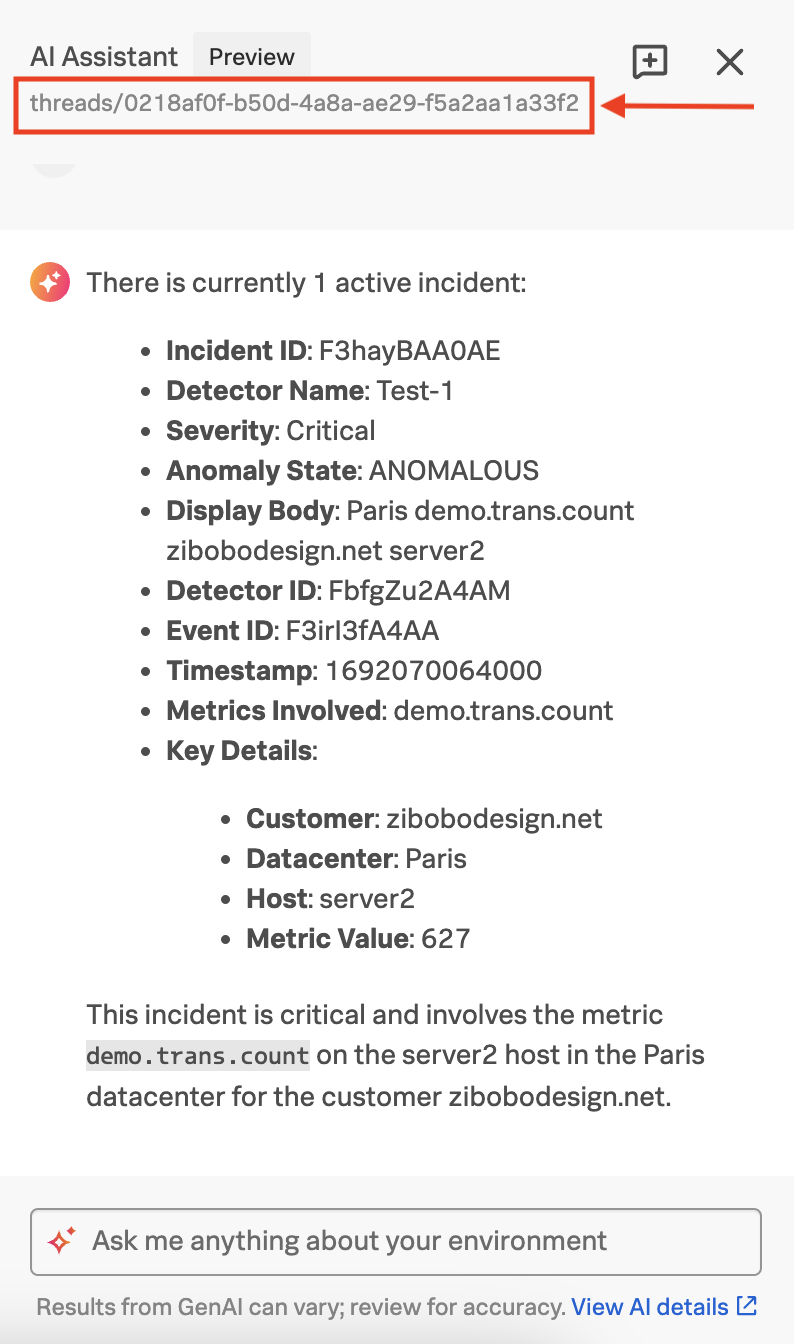 AI Assistant Preview
threads/0218af0f-b50d-4a8a-ae29-f5a2aa1a33f2
There is currently 1 active incident:
• Incident ID: F3hayBAA0AE
• Detector Name: Test-1
• Severity: Critical
• Anomaly State: ANOMALOUS
• Display Body: Paris demo.trans.count
zibobodesign.net server2
• Detector ID: FbfgZu2A4AM
• Event ID: F3irl3fA4AA
• Timestamp: 1692070064000
• Metrics Involved: demo.trans.count
• Key Details:
• Customer: zibobodesign.net
• Datacenter: Paris
• Host: server2
• Metric Value: 627
This incident is critical and involves the metric
demo.trans.count on the server2 host in the Paris
datacenter for the customer zibobodesign.net.
Ask me anything about your environment
Results from GenAI can vary; review for accuracy. View AI details